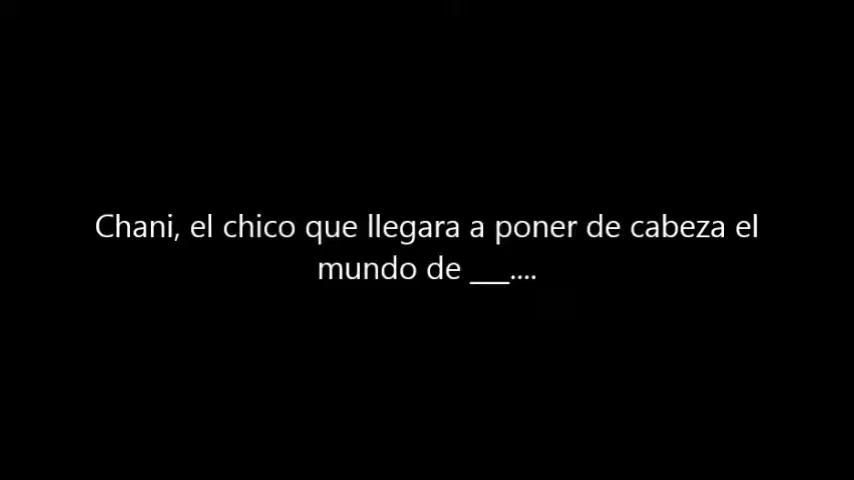 Chani, el chico que llegara a poner de cabeza el
mundo de ___....